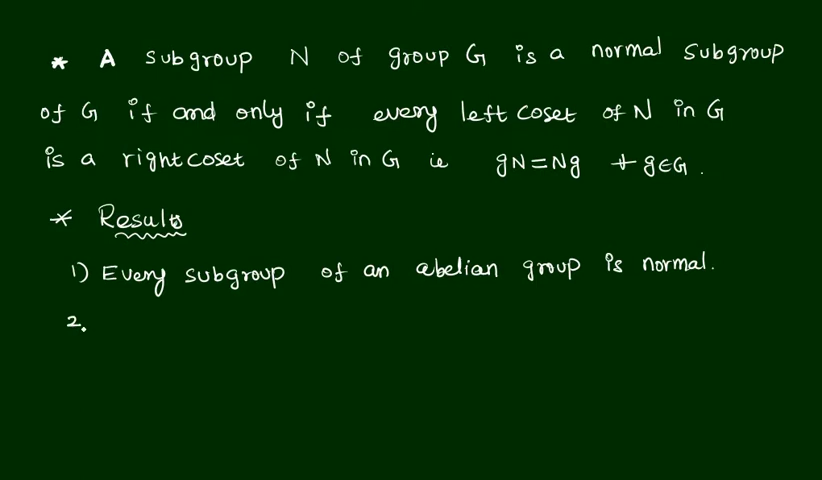 * A subgroup N of group G is a normal subgroup
of G if and only if every left coset of N in G
is a right coset of N in G ie gN=Ng ∀ g∈G.
* Results
1) Every subgroup of an abelian group is normal.
2.